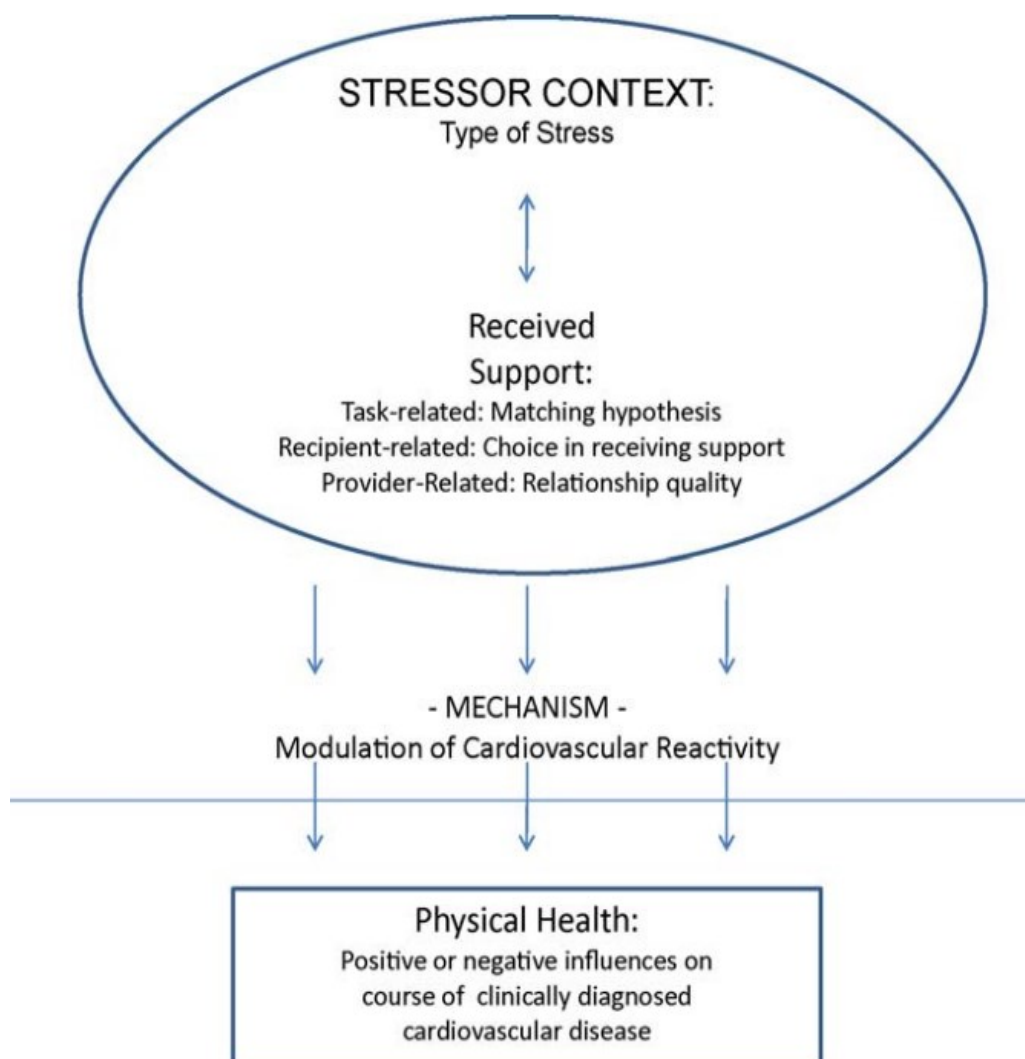 STRESSOR CONTEXT:
Type of Stress
Received
Support:
Task-related: Matching hypothesis
Recipient-related: Choice in receiving support
Provider-Related: Relationship quality
- MECHANISM -
Modulation of Cardiovascular Reactivity
Physical Health:
Positive or negative influences on
course of clinically diagnosed
cardiovascular disease